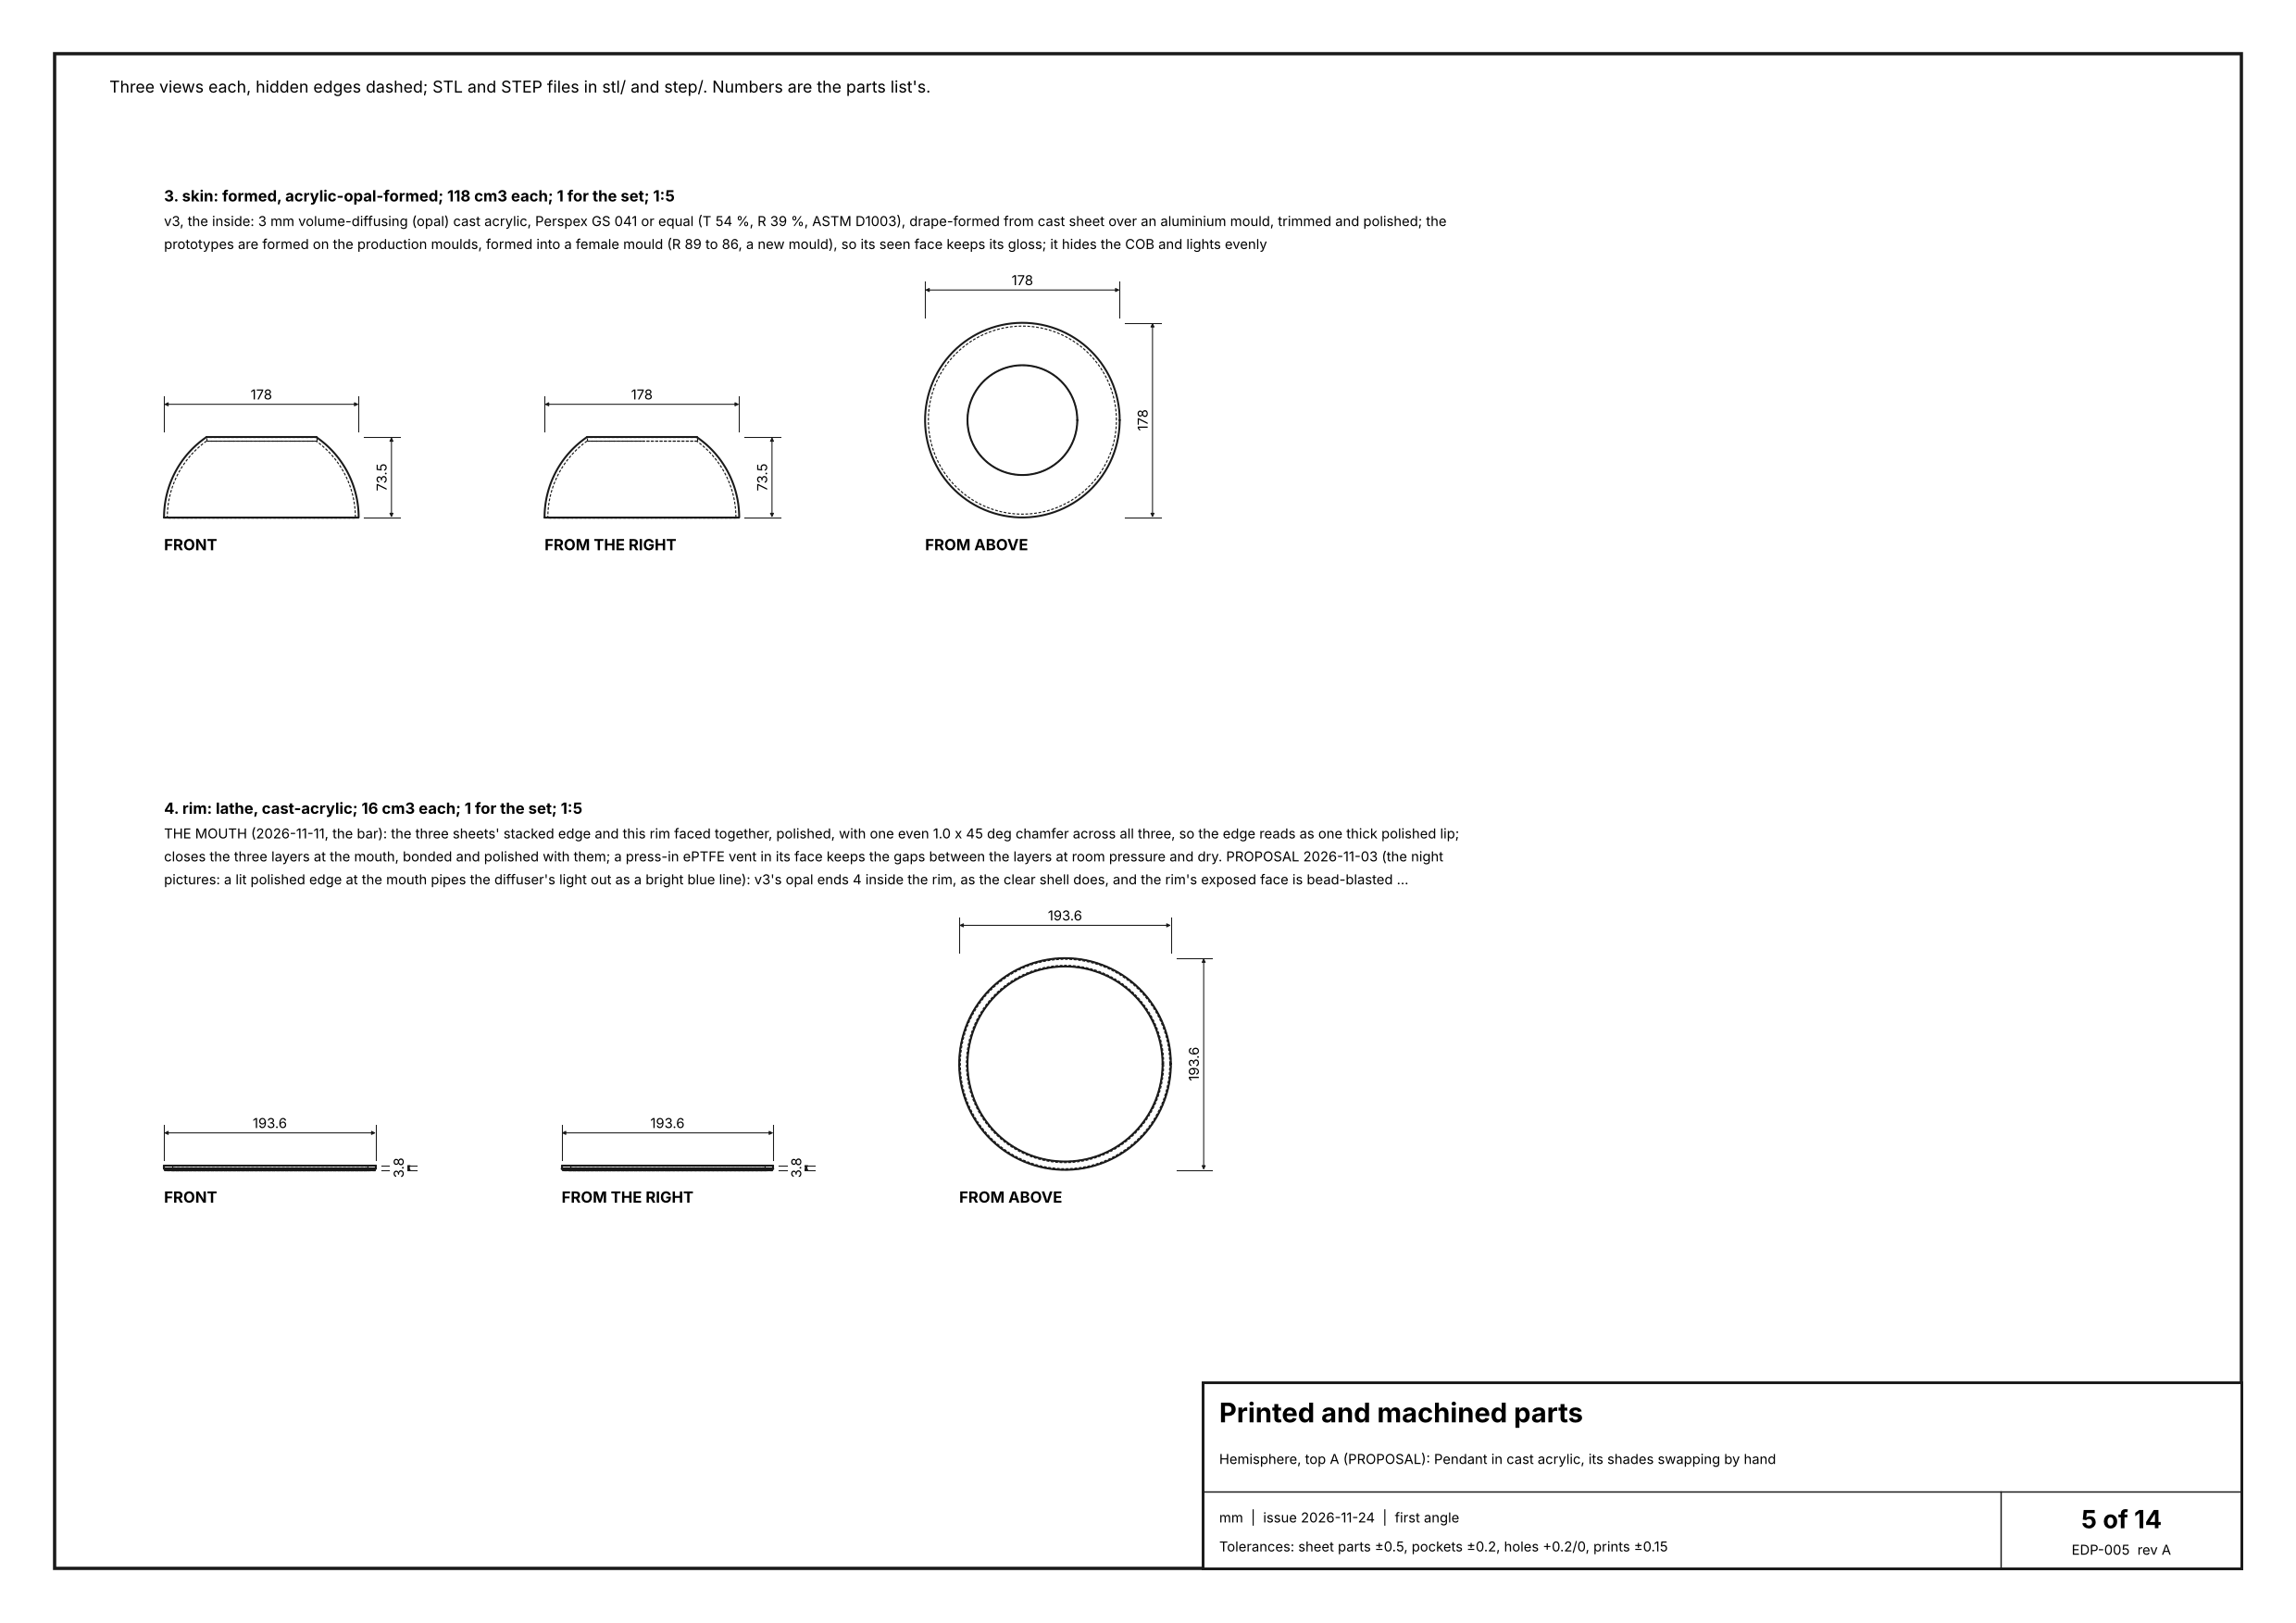 Three views each, hidden edges dashed; STL and STEP files in stl/ and step/. Numbers are the parts list's.
3. skin: formed, acrylic-opal-formed; 118 cm3 each; 1 for the set; 1:5
v3, the inside: 3 mm volume-diffusing (opal) cast acrylic, Perspex GS 041 or equal (T 54 %, R 39 %, ASTM D1003), drape-formed from cast sheet over an aluminium mould, trimmed and polished; the
prototypes are formed on the production moulds, formed into a female mould (R 89 to 86, a new mould), so its seen face keeps its gloss; it hides the COB and lights evenly
178
178
178
178
73.5
73.5
FRONT
FROM THE RIGHT
FROM ABOVE
4. rim: lathe, cast-acrylic; 16 cm3 each; 1 for the set; 1:5
THE MOUTH (2026-11-11, the bar): the three sheets' stacked edge and this rim faced together, polished, with one even 1.0 x 45 deg chamfer across all three, so the edge reads as one thick polished lip;
closes the three layers at the mouth, bonded and polished with them; a press-in ePTFE vent in its face keeps the gaps between the layers at room pressure and dry. PROPOSAL 2026-11-03 (the night
pictures: a lit polished edge at the mouth pipes the diffuser's light out as a bright blue line): v3's opal ends 4 inside the rim, as the clear shell does, and the rim's exposed face is bead-blasted ...
193.6
193.6
193.6
193.6
3.8
3.8
FRONT
FROM THE RIGHT
FROM ABOVE
Printed and machined parts
Hemisphere, top A (PROPOSAL): Pendant in cast acrylic, its shades swapping by hand
mm | issue 2026-11-24 | first angle
Tolerances: sheet parts ±0.5, pockets ±0.2, holes +0.2/0, prints ±0.15
5 of 14
EDP-005 rev A